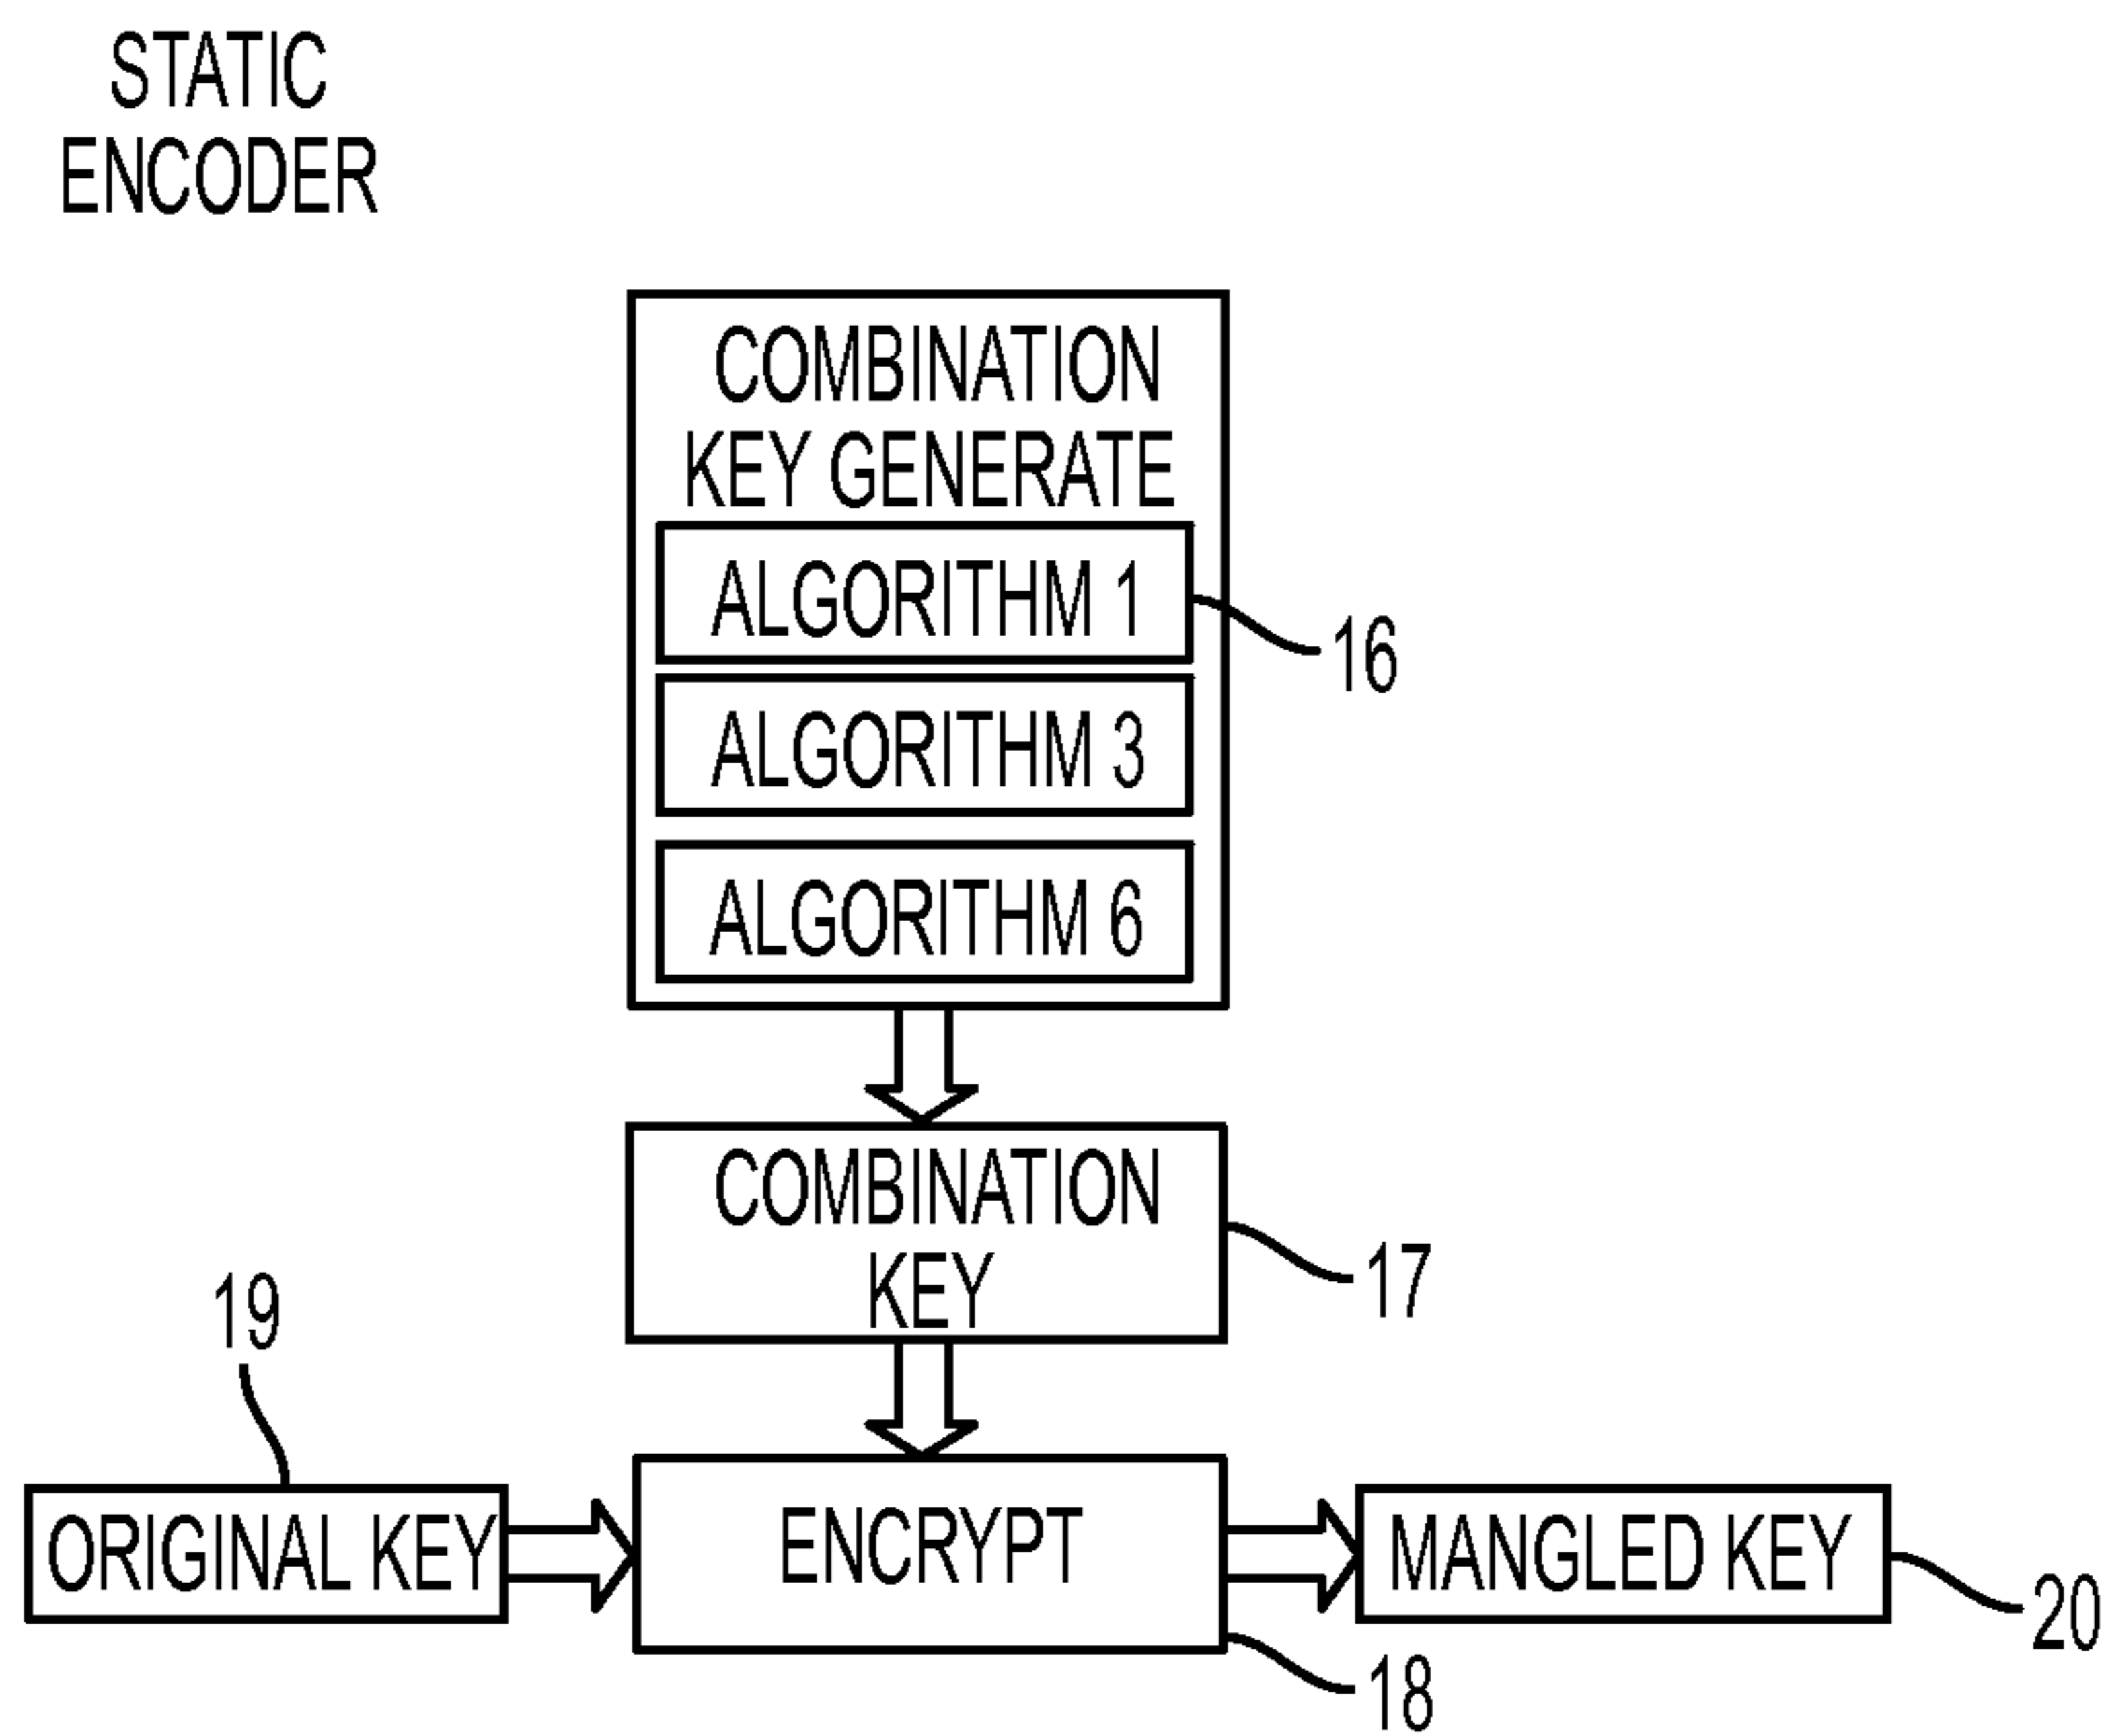 STATIC
ENCODER
COMBINATION
KEY GENERATE
ALGORITHM 1
16
ALGORITHM 3
ALGORITHM 6
COMBINATION
KEY
17
19
ORIGINAL KEY
ENCRYPT
MANGLED KEY
20
18